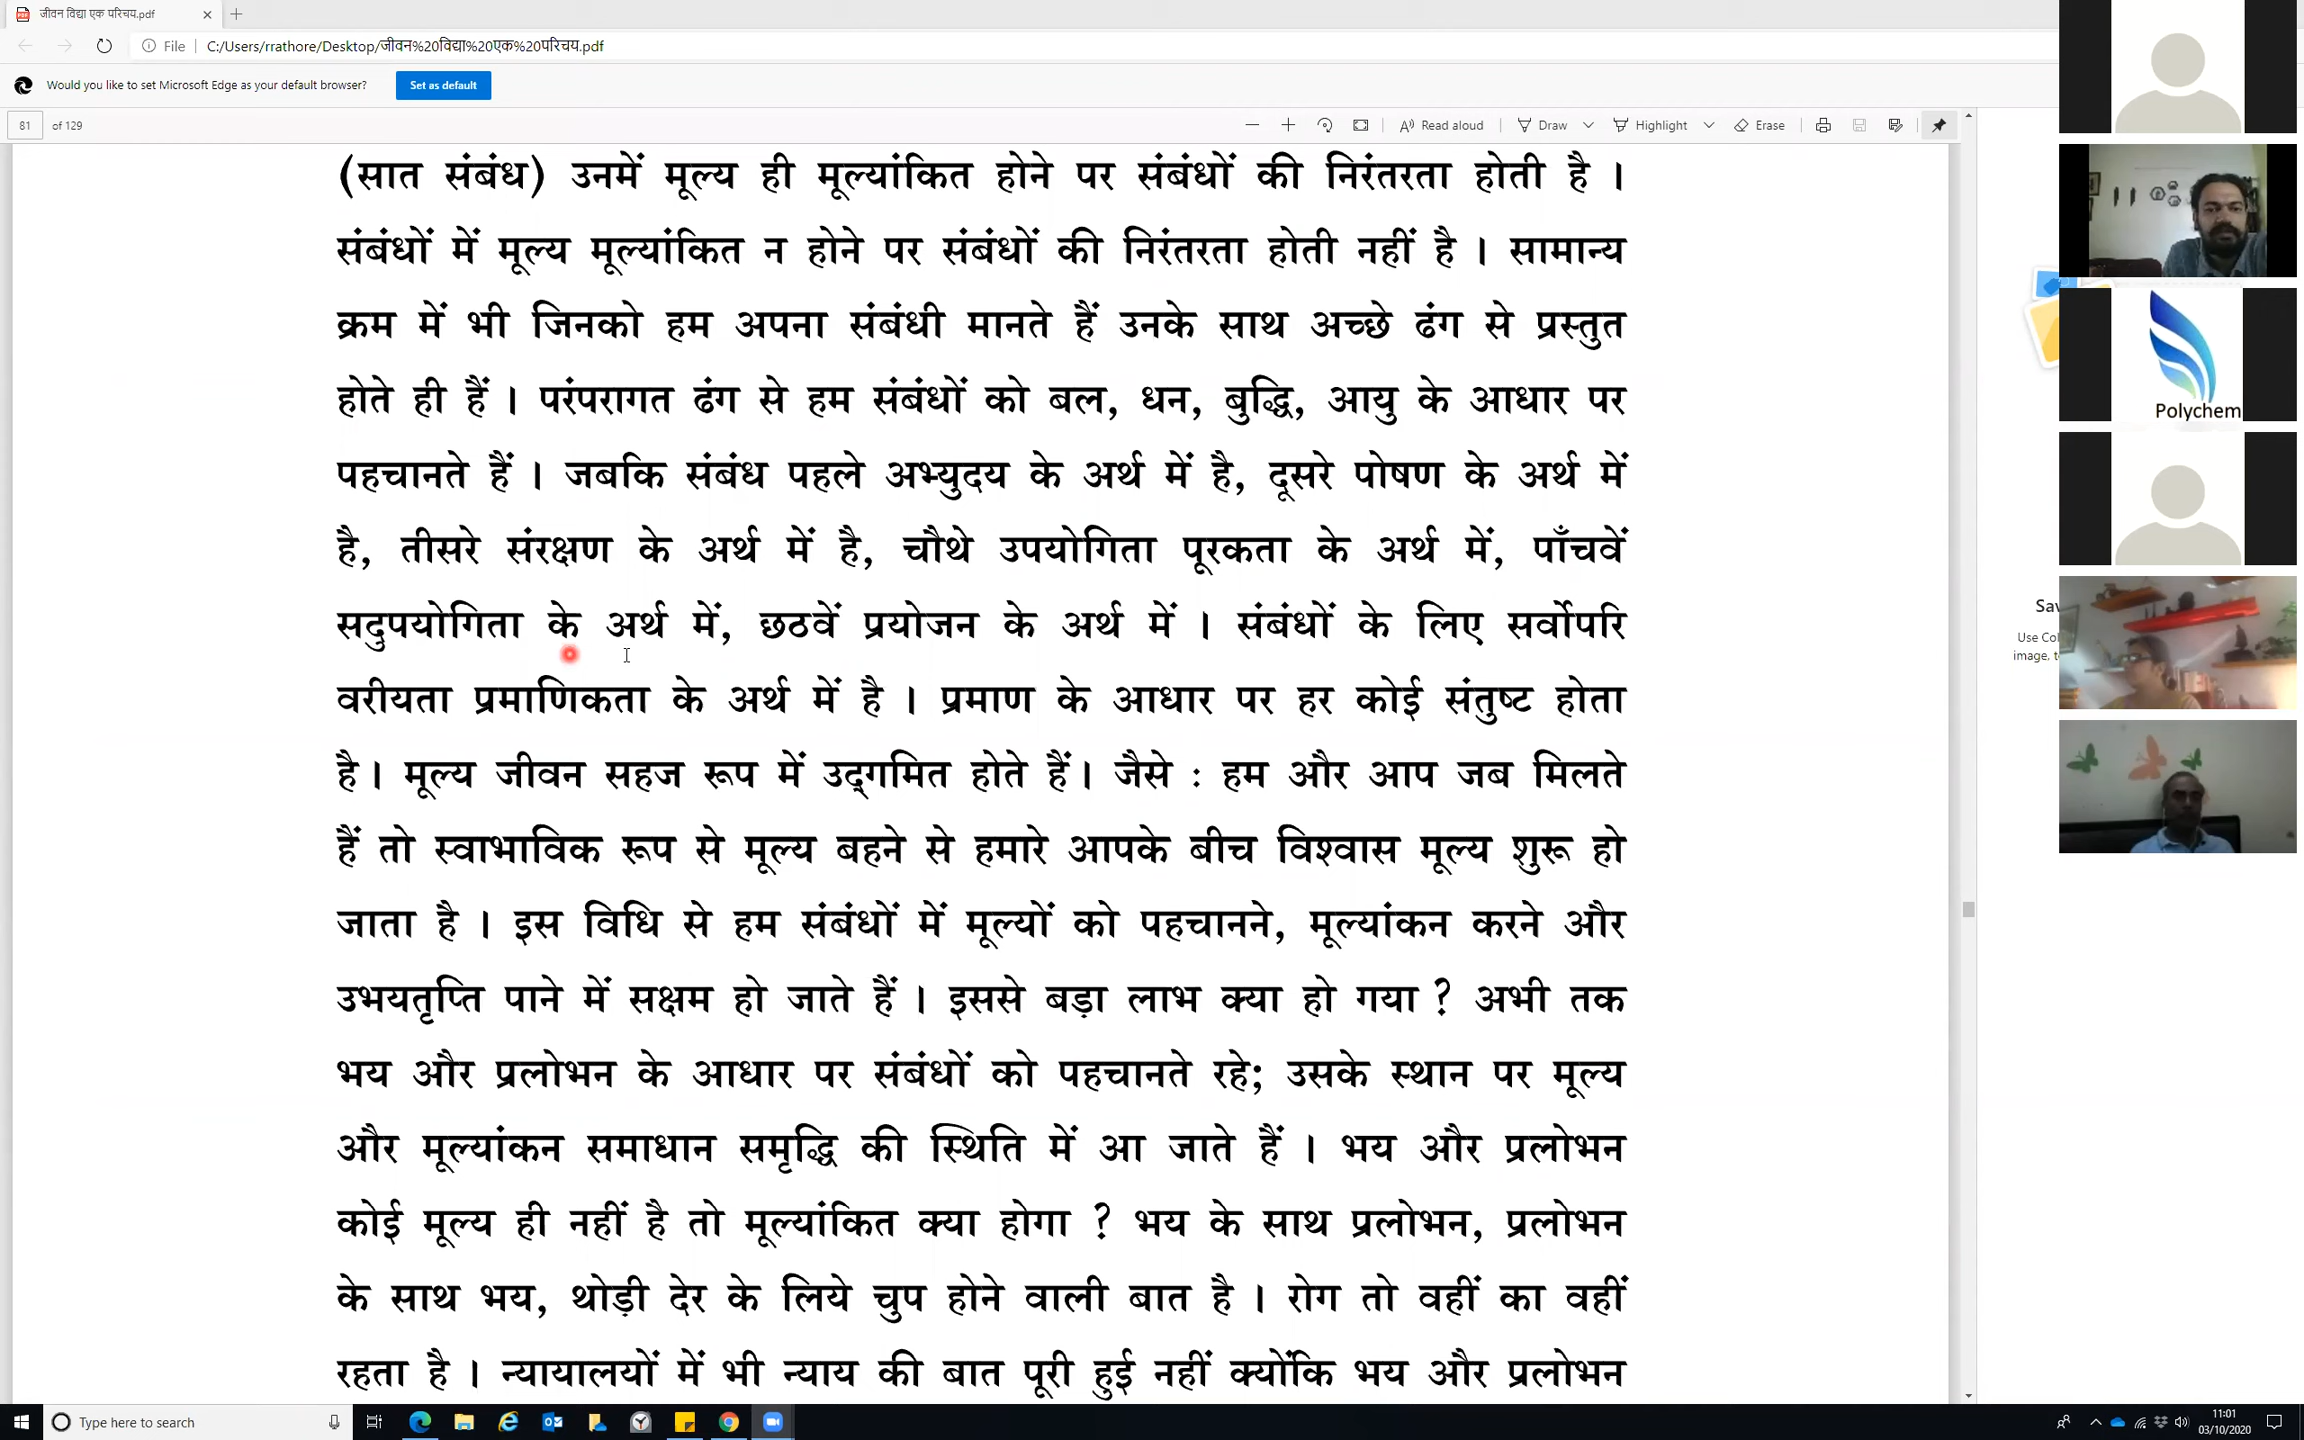 जीवन विद्या एक परिचय.pdf
File C:/Users/rrathore/Desktop/जीवन%20विद्या%20एक%20परिचय.pdf
Would you like to set Microsoft Edge as your default browser? Set as default
81 of 129 Read aloud Draw Highlight Erase
(सात संबंध) उनमें मूल्य ही मूल्यांकित होने पर संबंधों की निरंतरता होती है ।
संबंधों में मूल्य मूल्यांकित न होने पर संबंधों की निरंतरता होती नहीं है । सामान्य
क्रम में भी जिनको हम अपना संबंधी मानते हैं उनके साथ अच्छे ढंग से प्रस्तुत
होते ही हैं । परंपरागत ढंग से हम संबंधों को बल, धन, बुद्धि, आयु के आधार पर
पहचानते हैं । जबकि संबंध पहले अभ्युदय के अर्थ में है, दूसरे पोषण के अर्थ में
है, तीसरे संरक्षण के अर्थ में है, चौथे उपयोगिता पूरकता के अर्थ में, पाँचवें
सदुपयोगिता के अर्थ में, छठवें प्रयोजन के अर्थ में । संबंधों के लिए सर्वोपरि
वरीयता प्रमाणिकता के अर्थ में है । प्रमाण के आधार पर हर कोई संतुष्ट होता
है । मूल्य जीवन सहज रूप में उद्गमित होते हैं । जैसे : हम और आप जब मिलते
हैं तो स्वाभाविक रूप से मूल्य बहने से हमारे आपके बीच विश्वास मूल्य शुरू हो
जाता है । इस विधि से हम संबंधों में मूल्यों को पहचानने, मूल्यांकन करने और
उभयतृप्ति पाने में सक्षम हो जाते हैं । इससे बड़ा लाभ क्या हो गया ? अभी तक
भय और प्रलोभन के आधार पर संबंधों को पहचानते रहे; उसके स्थान पर मूल्य
और मूल्यांकन समाधान समृद्धि की स्थिति में आ जाते हैं । भय और प्रलोभन
कोई मूल्य ही नहीं है तो मूल्यांकित क्या होगा ? भय के साथ प्रलोभन, प्रलोभन
के साथ भय, थोड़ी देर के लिये चुप होने वाली बात है । रोग तो वहीं का वहीं
रहता है । न्यायालयों में भी न्याय की बात पूरी हुई नहीं क्योंकि भय और प्रलोभन
Polychem
Sav
Use Col
image, t
Type here to search
11:01
03/10/2020